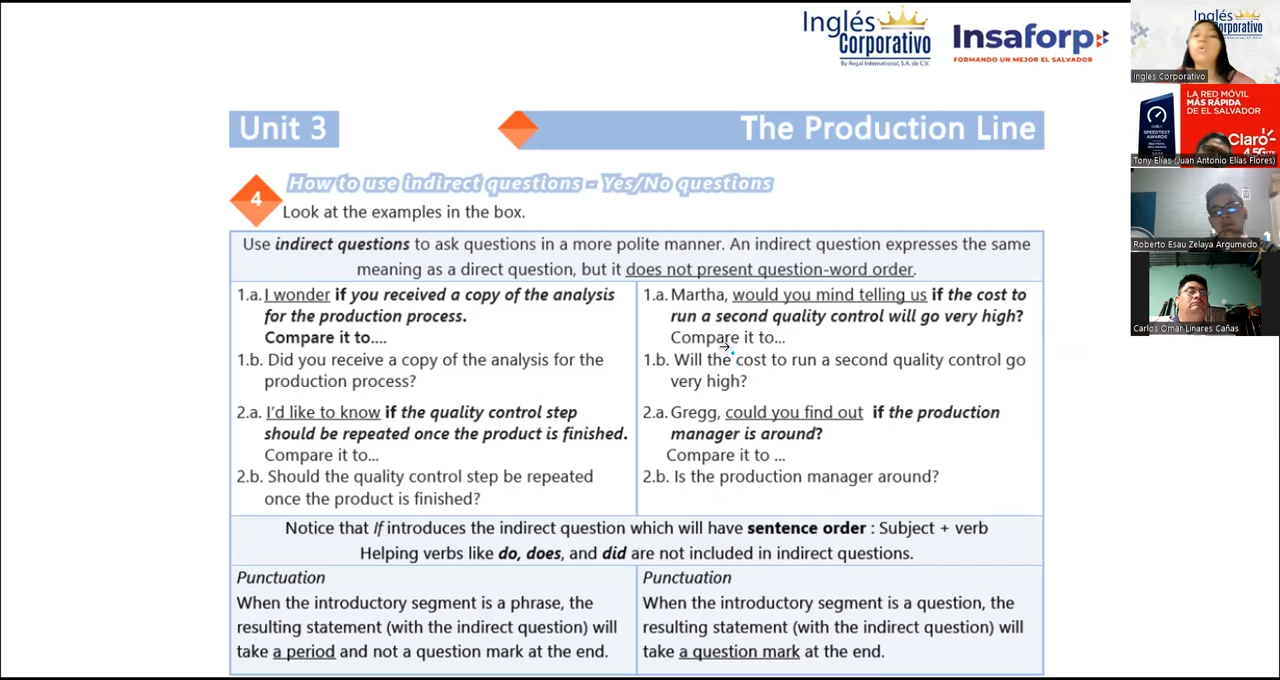 Inglés
Corporativo
By Regal International, S.A. de C.V.
Insaforp
FORMANDO UN MEJOR EL SALVADOR
Unit 3
The Production Line
4
How to use indirect questions – Yes/No questions
Look at the examples in the box.
Use indirect questions to ask questions in a more polite manner. An indirect question expresses the same
meaning as a direct question, but it does not present question-word order.
1.a. I wonder if you received a copy of the analysis
for the production process.
Compare it to....
1.b. Did you receive a copy of the analysis for the
production process?
2.a. I'd like to know if the quality control step
should be repeated once the product is finished.
Compare it to...
2.b. Should the quality control step be repeated
once the product is finished?
1.a. Martha, would you mind telling us if the cost to
run a second quality control will go very high?
Compare it to...
1.b. Will the cost to run a second quality control go
very high?
2.a. Gregg, could you find out if the production
manager is around?
Compare it to ...
2.b. Is the production manager around?
Notice that If introduces the indirect question which will have sentence order : Subject + verb
Helping verbs like do, does, and did are not included in indirect questions.
Punctuation
When the introductory segment is a phrase, the
resulting statement (with the indirect question) will
take a period and not a question mark at the end.
Punctuation
When the introductory segment is a question, the
resulting statement (with the indirect question) will
take a question mark at the end.
Inglés
Corporativo
Ingles Corporativo
LA RED MÓVIL
MÁS RÁPIDA
DE EL SALVADOR
SPEEDTEST
AWARDS
Claro
4.5G
Tony Elías (Juan Antonio Elías Flores)
Roberto Esau Zelaya Argumedo
Carlos Omar Linares Cañas